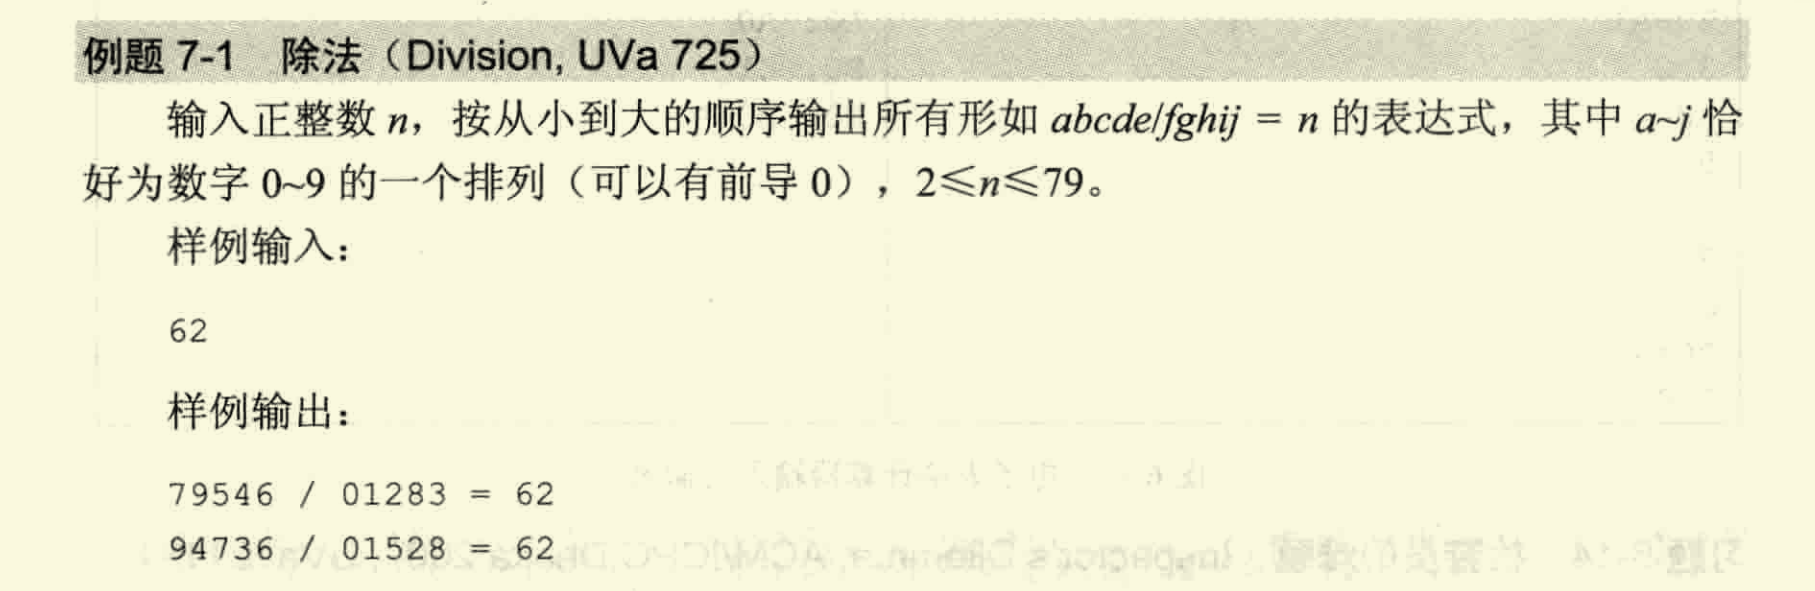 例题 7-1 除法（Division, UVa 725）
输入正整数 n，按从小到大的顺序输出所有形如 abcde/fghij = n 的表达式，其中 a~j 恰
好为数字 0~9 的一个排列（可以有前导 0），2≤n≤79。
样例输入：
62
样例输出：
79546 / 01283 = 62
94736 / 01528 = 62